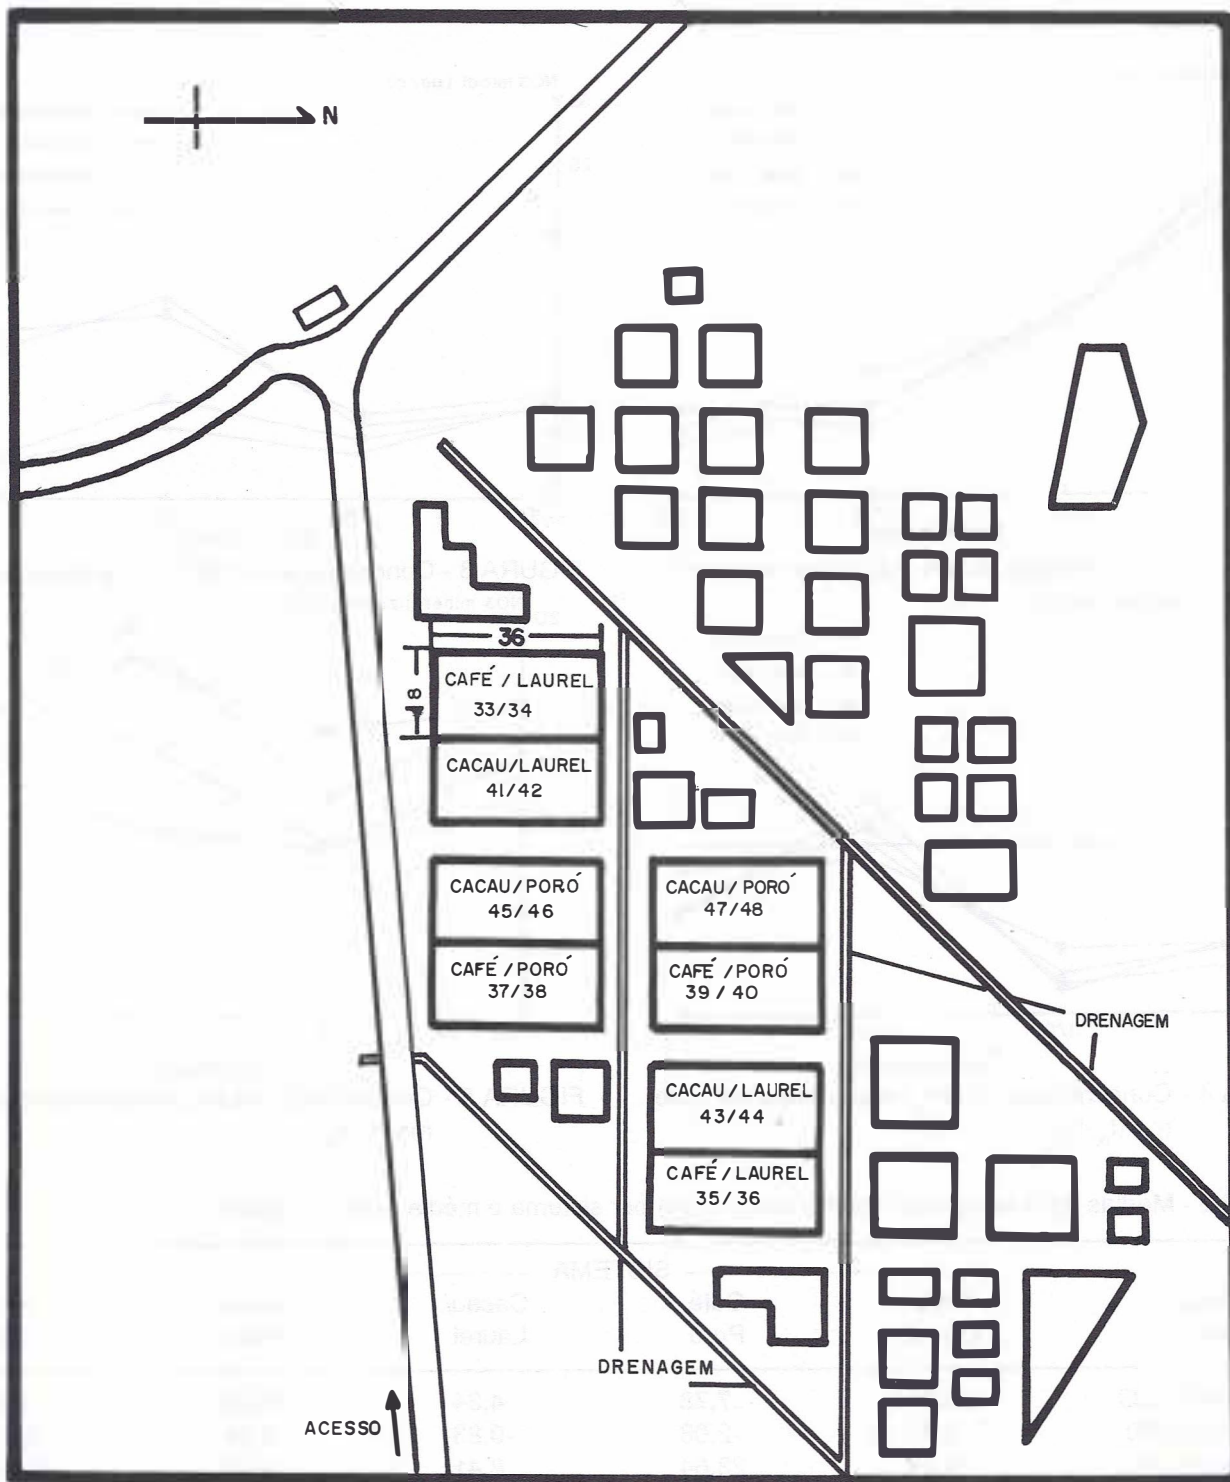 N
36
18
CAFÉ / LAUREL
33/34
CACAU/LAUREL
41/42
CACAU/PORÓ
45/46
CAFÉ / PORÓ
37/38
CACAU/ PORÓ
47/48
CAFÉ / PORÓ
39 / 40
DRENAGEM
CACAU / LAUREL
43/44
CAFÉ / LAUREL
35/36
DRENAGEM
ACESSO